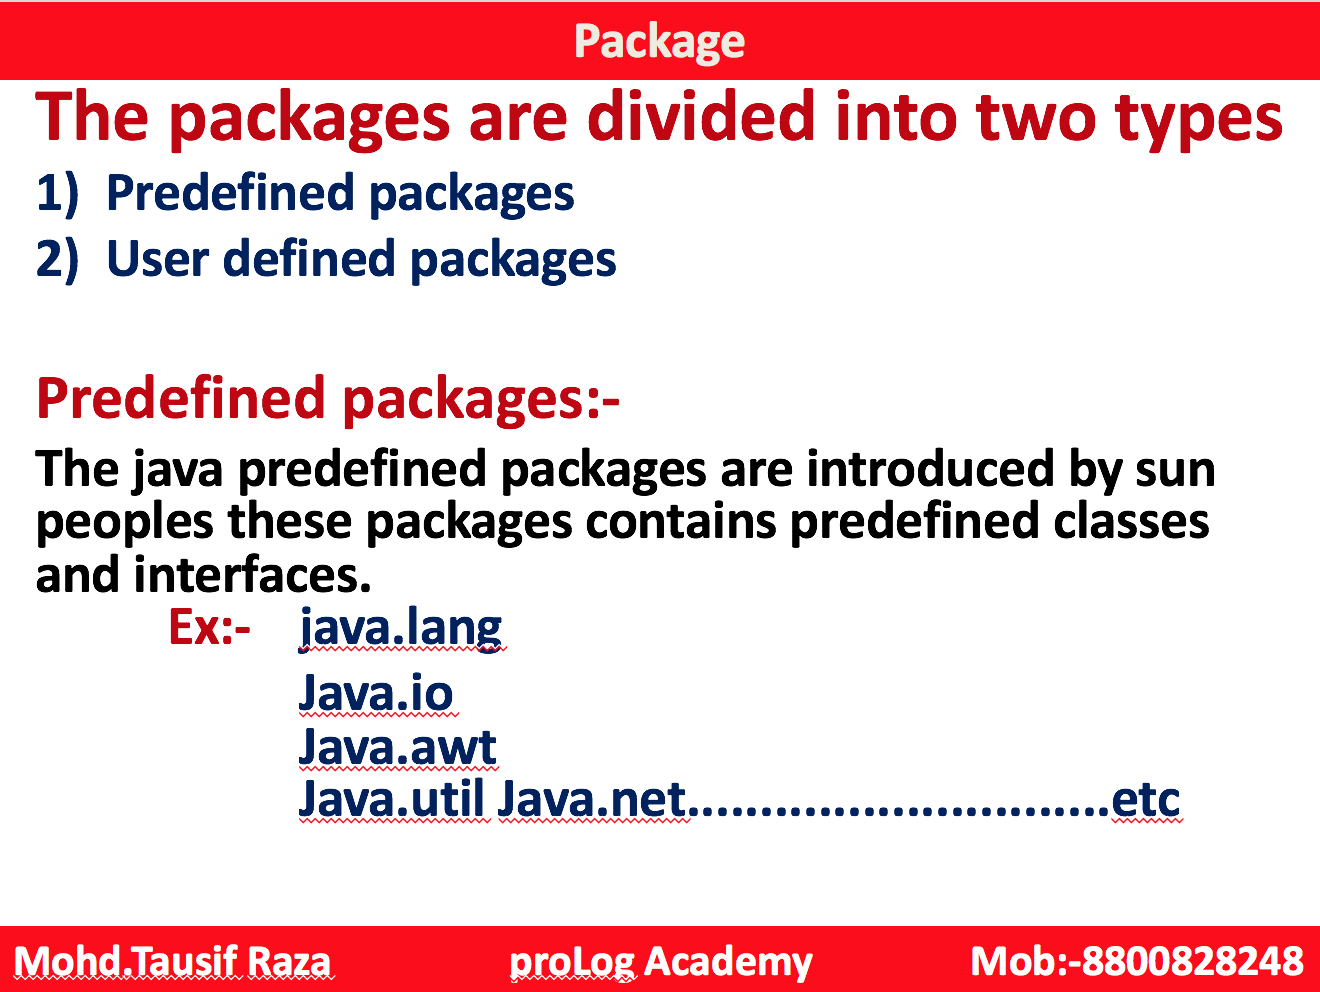 Package
The packages are divided into two types
1) Predefined packages
2) User defined packages
Predefined packages:-
The java predefined packages are introduced by sun
peoples these packages contains predefined classes
and interfaces.
Ex:- java.lang
Java.io
Java.awt
Java.util Java.net.............................etc
Mohd.Tausif Raza proLog Academy Mob:-8800828248